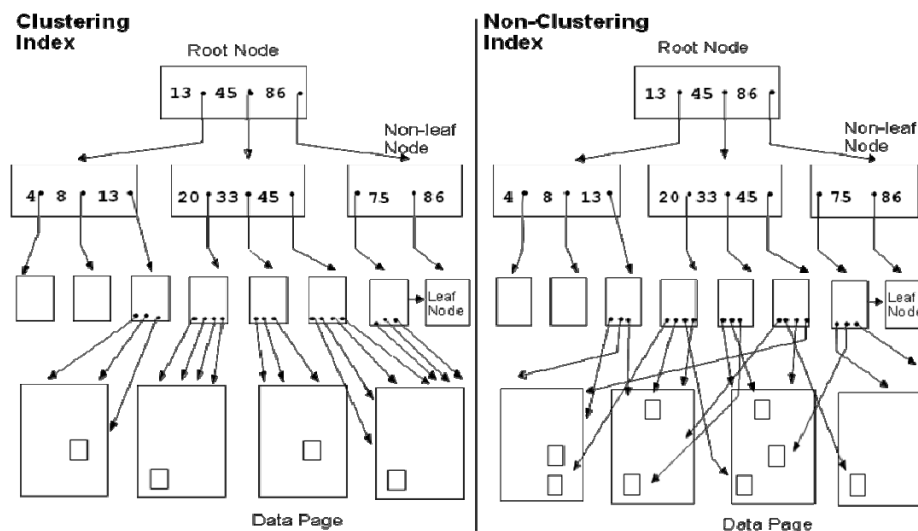 Clustering
Index
Root Node
13 45 86
Non-leaf
Node
4 8 13
20 33 45
75 86
Leaf
Node
Data Page
Non-Clustering
Index
Root Node
13 45 86
Non-leaf
Node
4 8 13
20 33 45
75 86
Leaf
Node
Data Page